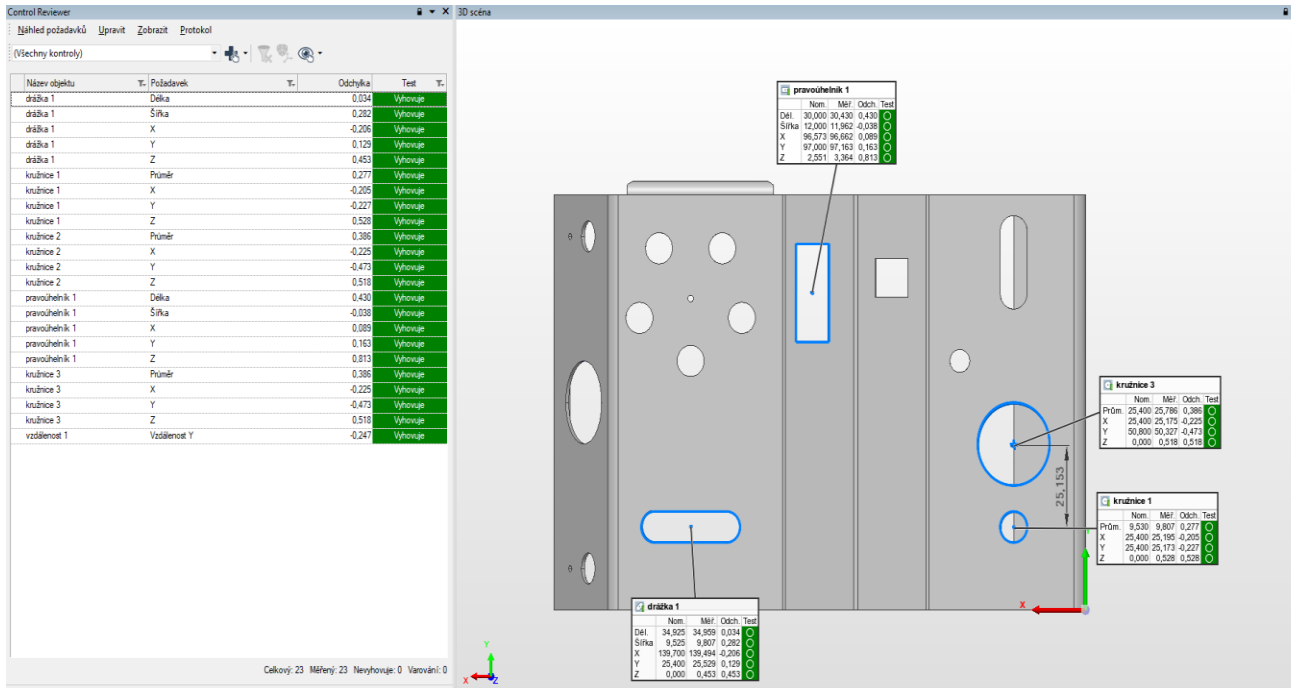 Control Reviewer
Náhled požadavků Upravit Zobrazit Protokol
(Všechny kontroly)
Název objektu Požadavek Odchylka Test
drážka 1 Délka 0,034 Vyhovuje
drážka 1 Šířka 0,282 Vyhovuje
drážka 1 X -0,206 Vyhovuje
drážka 1 Y 0,129 Vyhovuje
drážka 1 Z 0,453 Vyhovuje
kružnice 1 Průměr 0,277 Vyhovuje
kružnice 1 X -0,205 Vyhovuje
kružnice 1 Y -0,227 Vyhovuje
kružnice 1 Z 0,528 Vyhovuje
kružnice 2 Průměr 0,386 Vyhovuje
kružnice 2 X -0,225 Vyhovuje
kružnice 2 Y -0,473 Vyhovuje
kružnice 2 Z 0,518 Vyhovuje
pravoúhelník 1 Délka 0,430 Vyhovuje
pravoúhelník 1 Šířka -0,038 Vyhovuje
pravoúhelník 1 X 0,089 Vyhovuje
pravoúhelník 1 Y 0,163 Vyhovuje
pravoúhelník 1 Z 0,813 Vyhovuje
kružnice 3 Průměr 0,386 Vyhovuje
kružnice 3 X -0,225 Vyhovuje
kružnice 3 Y -0,473 Vyhovuje
kružnice 3 Z 0,518 Vyhovuje
vzdálenost 1 Vzdálenost Y -0,247 Vyhovuje
Celkový: 23 Měřený: 23 Nevyhovuje: 0 Varování: 0
3D scéna
pravoúhelník 1
Nom. Měř. Odch. Test
Dél. 30,000 30,430 0,430
Šířka 12,000 11,962 -0,038
X 96,573 96,662 0,089
Y 97,000 97,163 0,163
Z 2,551 3,364 0,813
kružnice 3
Nom. Měř. Odch. Test
Prům. 25,400 25,786 0,386
X 25,400 25,175 -0,225
Y 50,800 50,327 -0,473
Z 0,000 0,518 0,518
25,153
kružnice 1
Nom. Měř. Odch. Test
Prům. 9,530 9,807 0,277
X 25,400 25,195 -0,205
Y 25,400 25,173 -0,227
Z 0,000 0,528 0,528
Y
X
drážka 1
Nom. Měř. Odch. Test
Dél. 34,925 34,959 0,034
Šířka 9,525 9,807 0,282
X 139,700 139,494 -0,206
Y 25,400 25,529 0,129
Z 0,000 0,453 0,453
Y
X Z